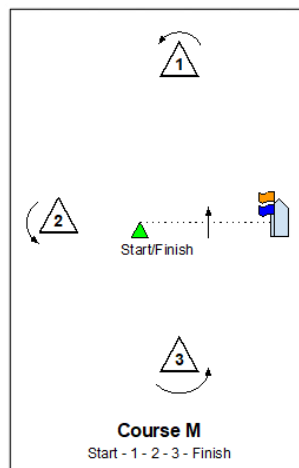 1
2
Start/Finish
3
Course M
Start - 1 - 2 - 3 - Finish